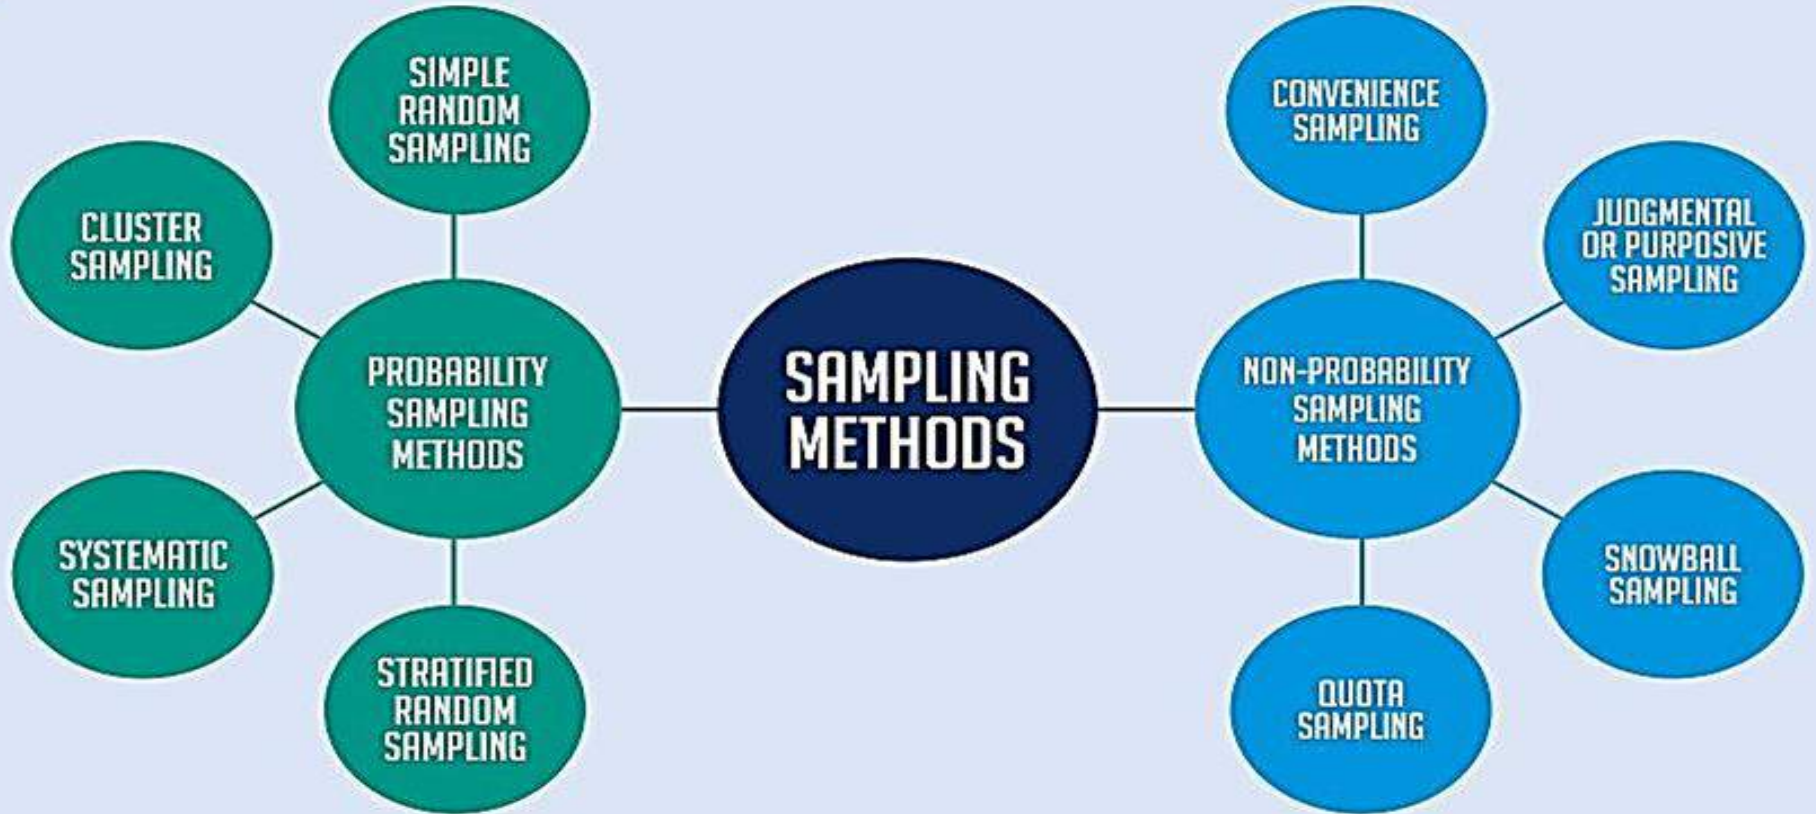 SIMPLE
RANDOM
SAMPLING
CLUSTER
SAMPLING
PROBABILITY
SAMPLING
METHODS
SYSTEMATIC
SAMPLING
STRATIFIED
RANDOM
SAMPLING
SAMPLING
METHODS
CONVENIENCE
SAMPLING
JUDGMENTAL
OR PURPOSIVE
SAMPLING
NON-PROBABILITY
SAMPLING
METHODS
SNOWBALL
SAMPLING
QUOTA
SAMPLING